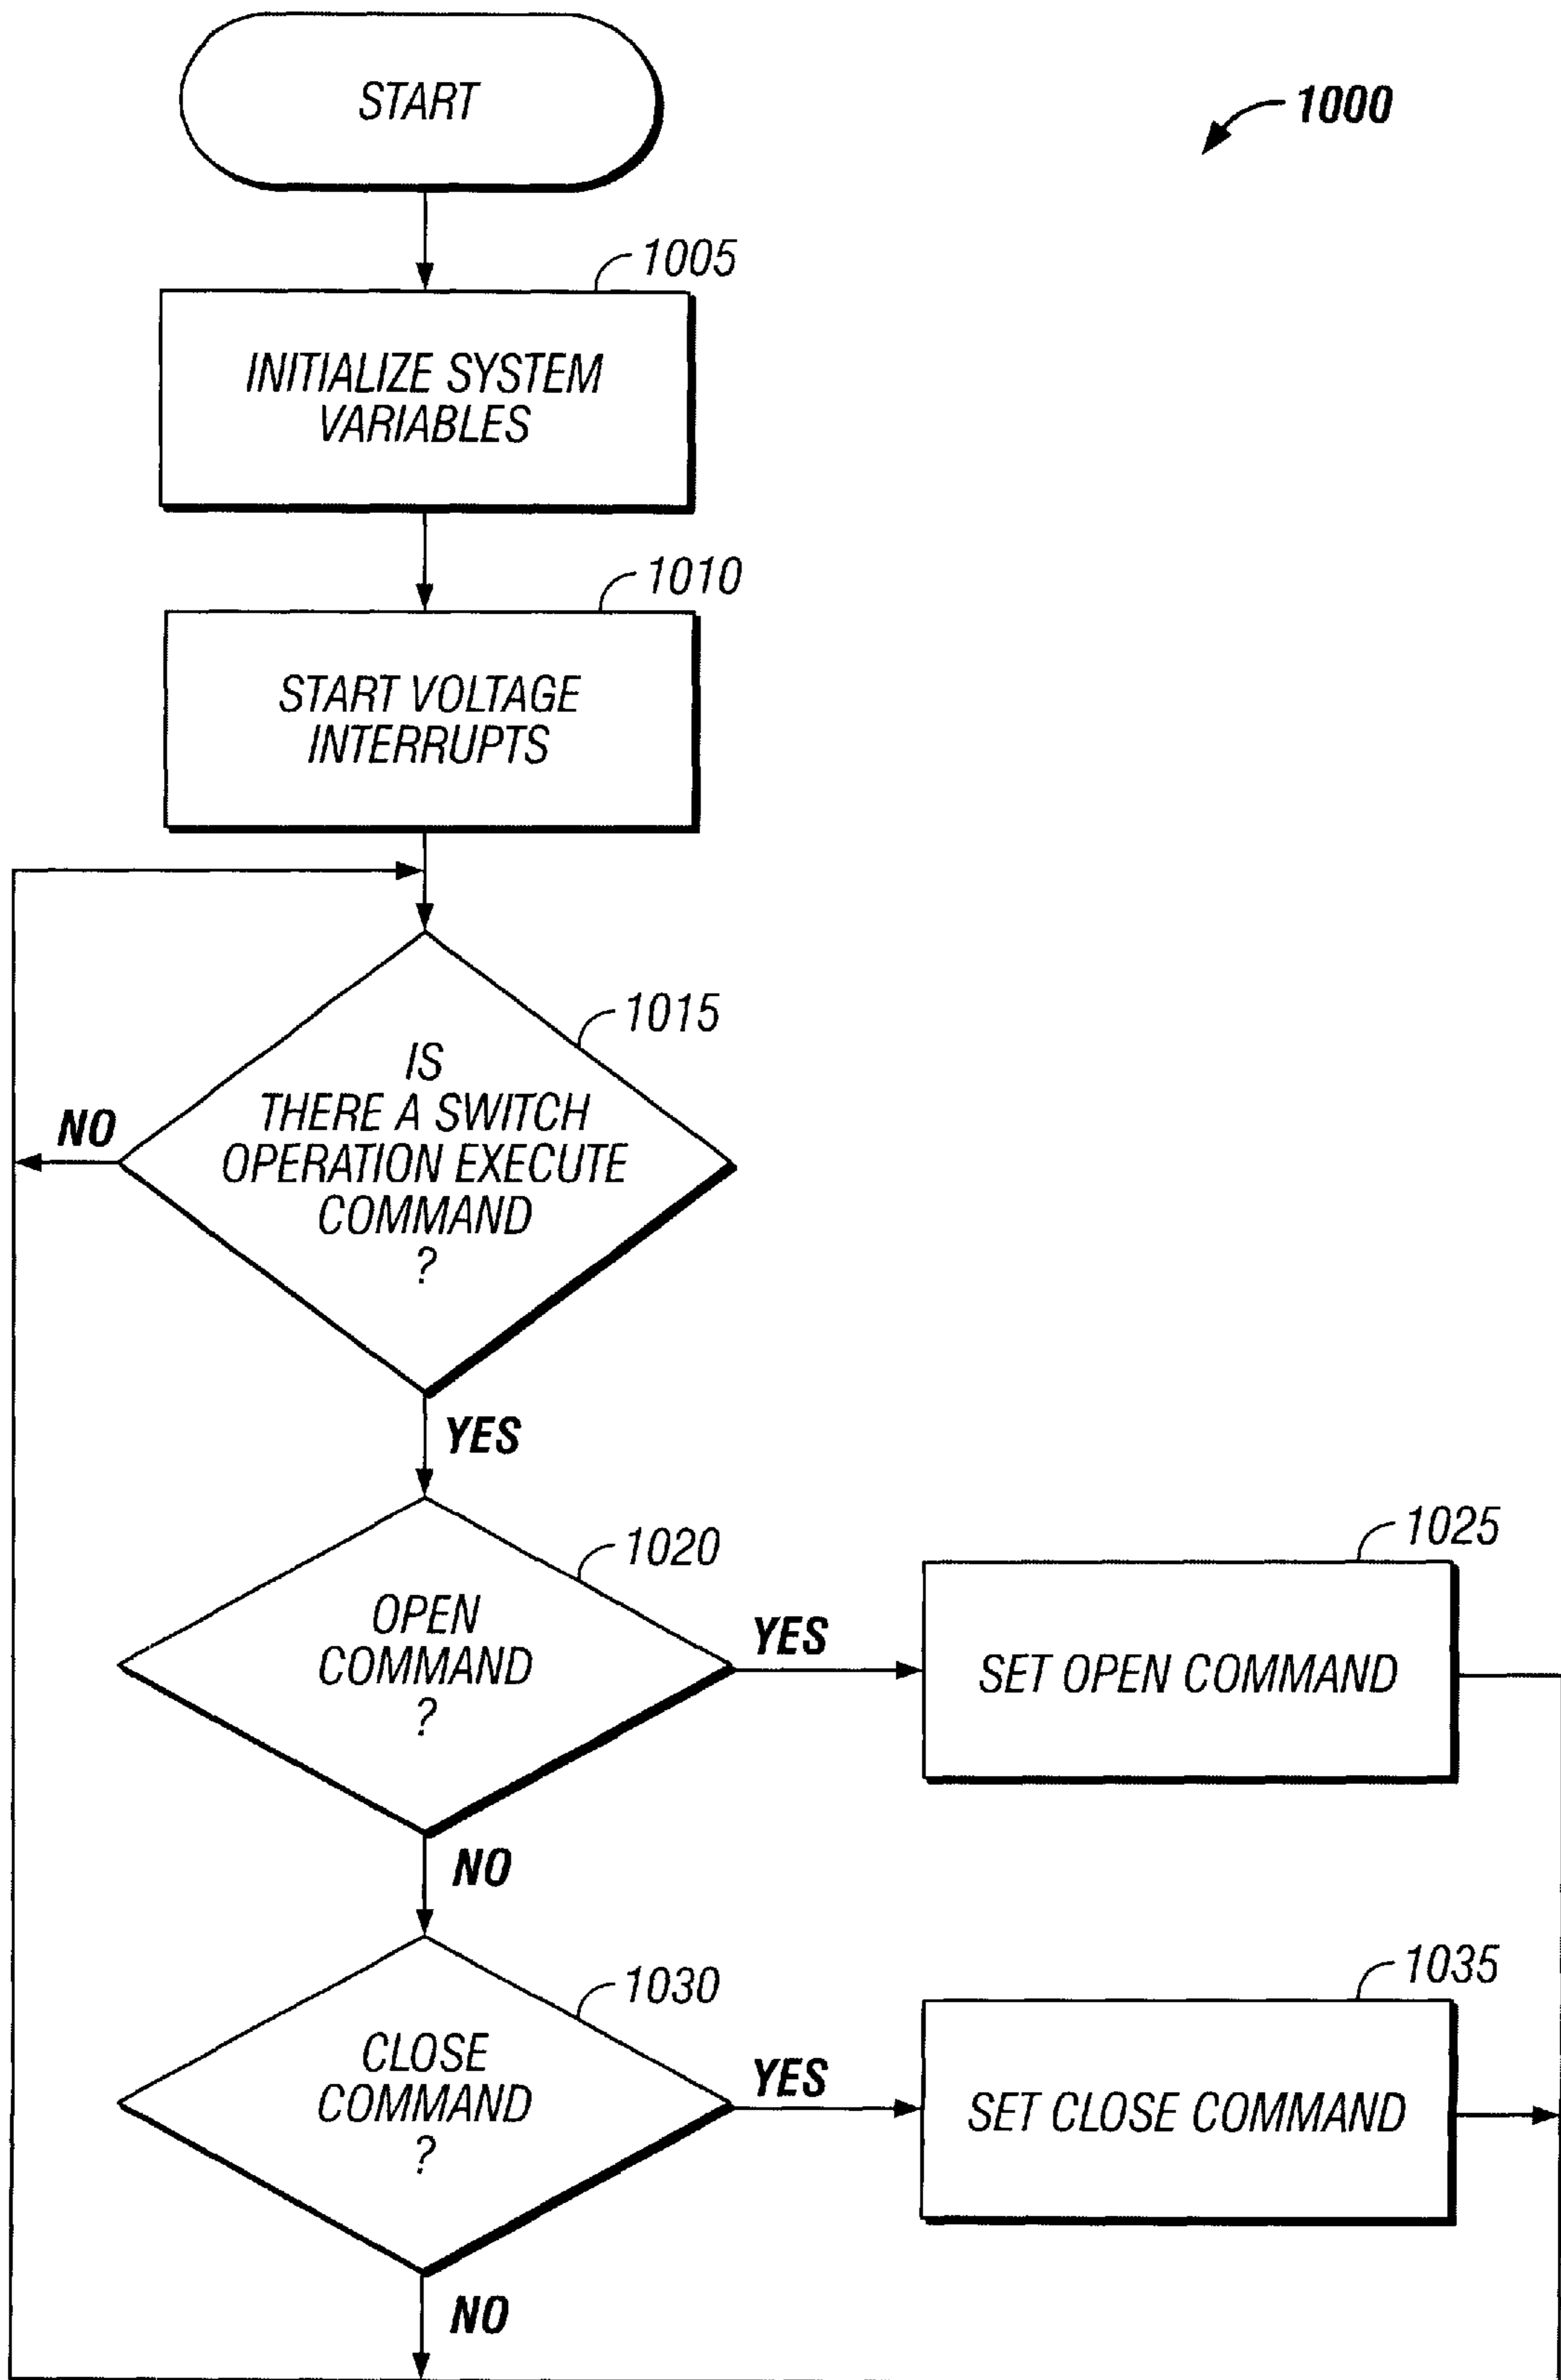 START
1000
1005
INITIALIZE SYSTEM
VARIABLES
1010
START VOLTAGE
INTERRUPTS
1015
IS
THERE A SWITCH
OPERATION EXECUTE
COMMAND
?
NO
YES
1020
OPEN
COMMAND
?
YES
1025
SET OPEN COMMAND
NO
1030
CLOSE
COMMAND
?
YES
1035
SET CLOSE COMMAND
NO